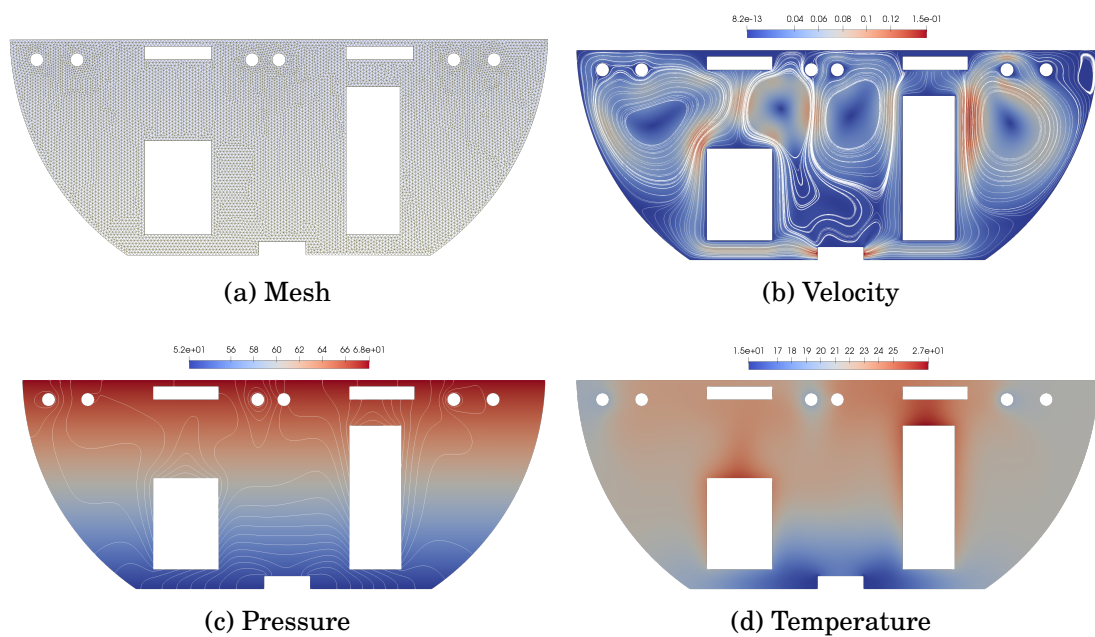 8.2e-13 0.04 0.06 0.08 0.1 0.12 1.5e-01
(a) Mesh
(b) Velocity
5.2e+01 56 58 60 62 64 66 6.8e+01
1.5e+01 17 18 19 20 21 22 23 24 25 2.7e+01
(c) Pressure
(d) Temperature